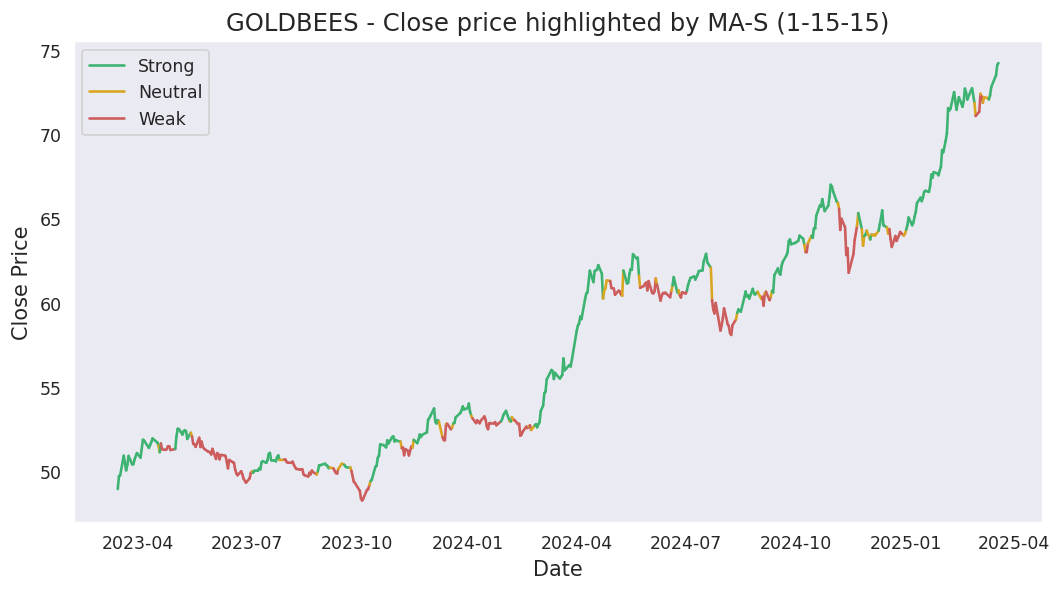 GOLDBEES - Close price highlighted by MA-S (1-15-15)
Strong
Neutral
Weak
75
70
65
60
55
50
Close Price
2023-04 2023-07 2023-10 2024-01 2024-04 2024-07 2024-10 2025-01 2025-04
Date